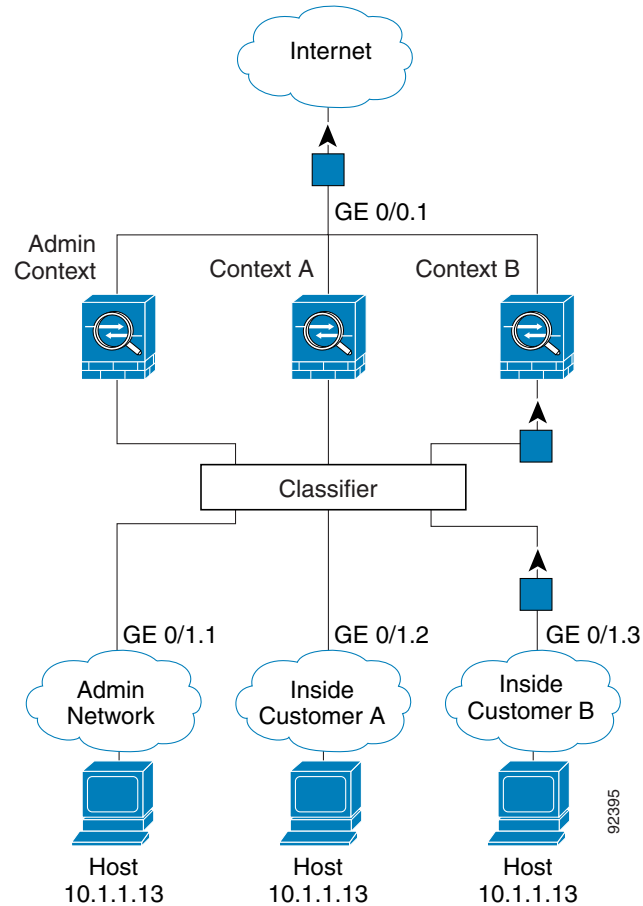 Internet
GE 0/0.1
Admin
Context
Context A
Context B
Classifier
GE 0/1.1
GE 0/1.2
GE 0/1.3
Admin
Network
Inside
Customer A
Inside
Customer B
Host
10.1.1.13
Host
10.1.1.13
Host
10.1.1.13
92395